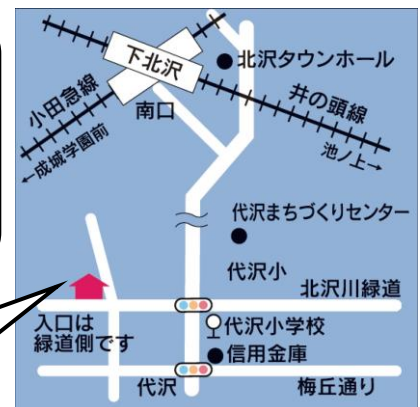 下北沢
北沢タウンホール
小田急線
南口
井の頭線
←成城学園前
池ノ上→
代沢まちづくりセンター
代沢小
北沢川緑道
入口は
緑道側です
代沢小学校
信用金庫
代沢
梅丘通り